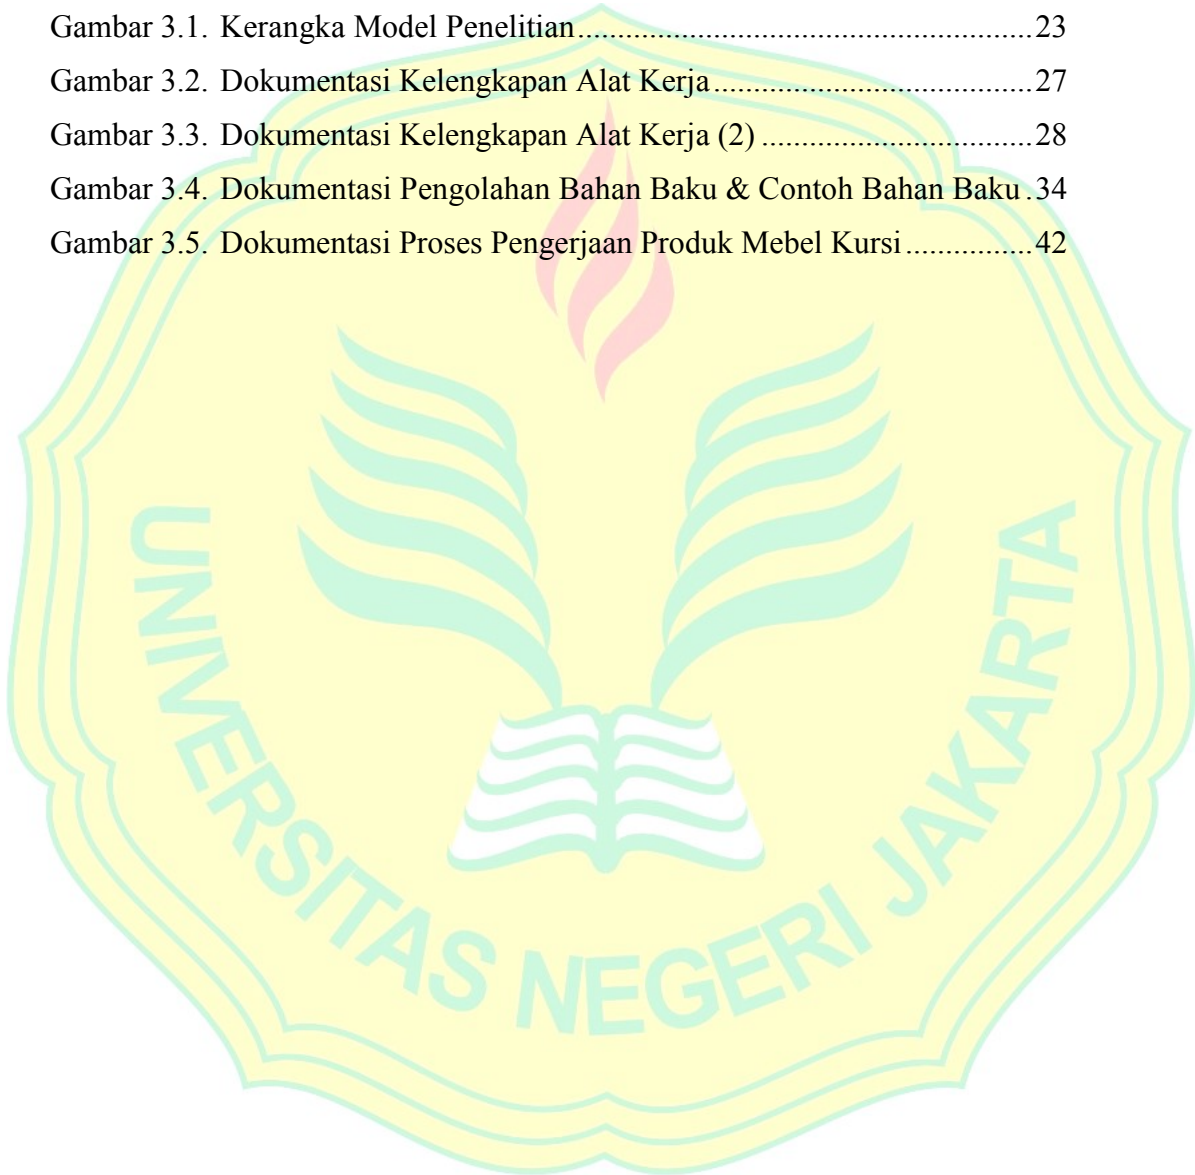 Gambar 3.1. Kerangka Model Penelitian.........................................................23
Gambar 3.2. Dokumentasi Kelengkapan Alat Kerja........................................27
Gambar 3.3. Dokumentasi Kelengkapan Alat Kerja (2) ..................................28
Gambar 3.4. Dokumentasi Pengolahan Bahan Baku & Contoh Bahan Baku .34
Gambar 3.5. Dokumentasi Proses Pengerjaan Produk Mebel Kursi................42
UNIVERSITAS NEGERI JAKARTA